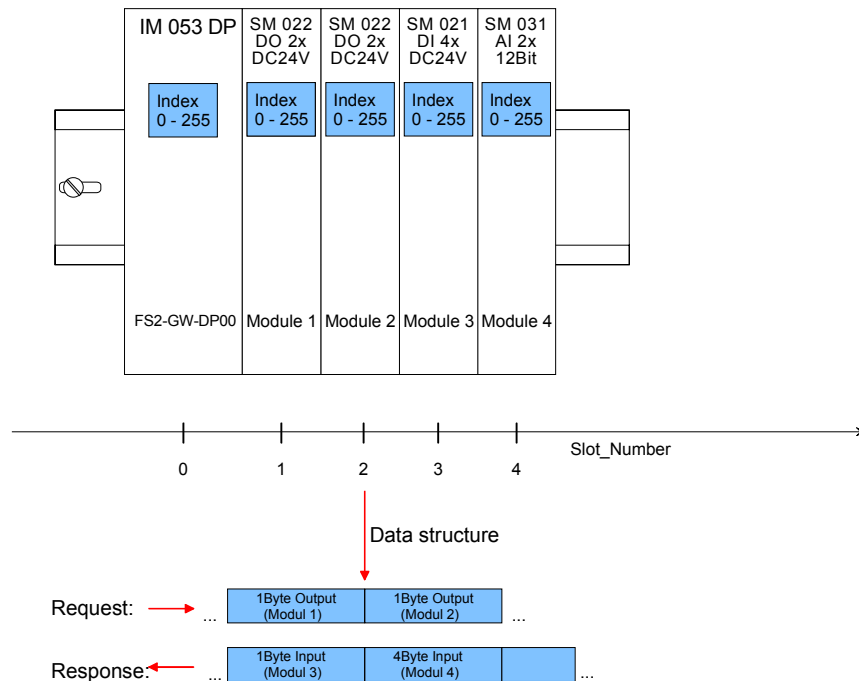 IM 053 DP
SM 022
DO 2x
DC24V
SM 022
DO 2x
DC24V
SM 021
DI 4x
DC24V
SM 031
AI 2x
12Bit
Index
0 - 255
Index
0 - 255
Index
0 - 255
Index
0 - 255
Index
0 - 255
FS2-GW-DP00
Module 1
Module 2
Module 3
Module 4
0
1
2
3
4
Slot_Number
Data structure
Request:
...
1Byte Output
(Modul 1)
1Byte Output
(Modul 2)
...
Response:
...
1Byte Input
(Modul 3)
4Byte Input
(Modul 4)
...